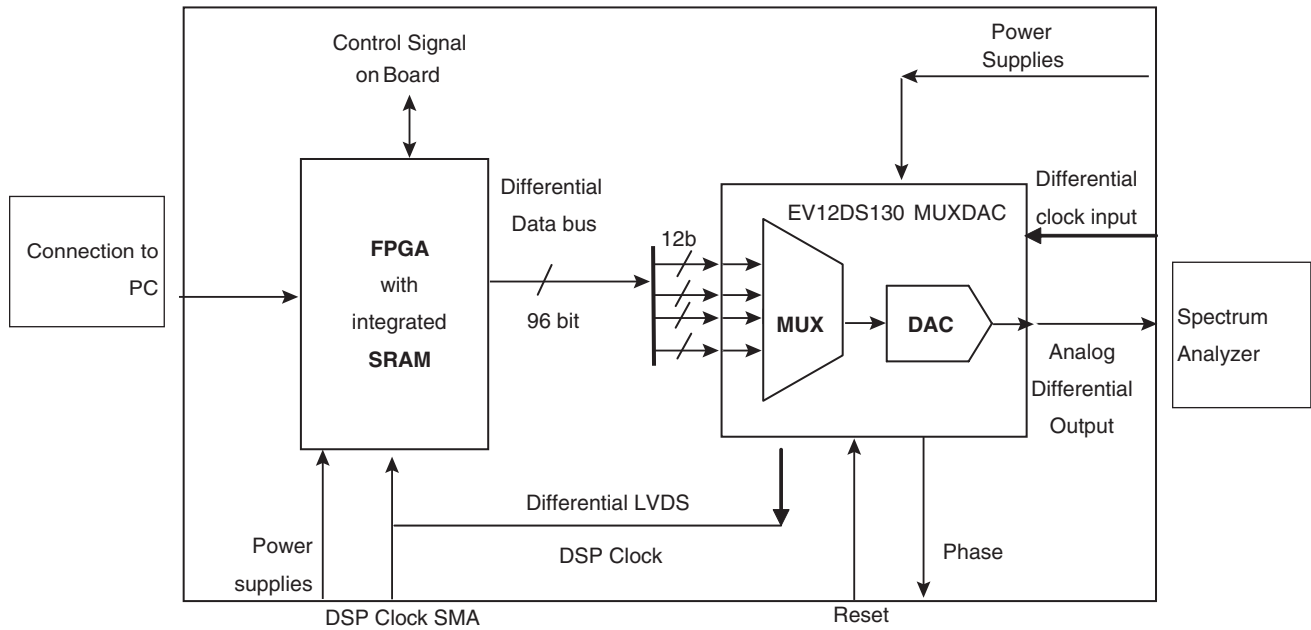 Control Signal
on Board
Power
Supplies
Connection to
PC
FPGA
with
integrated
SRAM
Differential
Data bus
96 bit
12b
EV12DS130 MUXDAC
MUX
DAC
Differential
clock input
Analog
Differential
Output
Spectrum
Analyzer
Differential LVDS
DSP Clock
Power
supplies
DSP Clock SMA
Phase
Reset